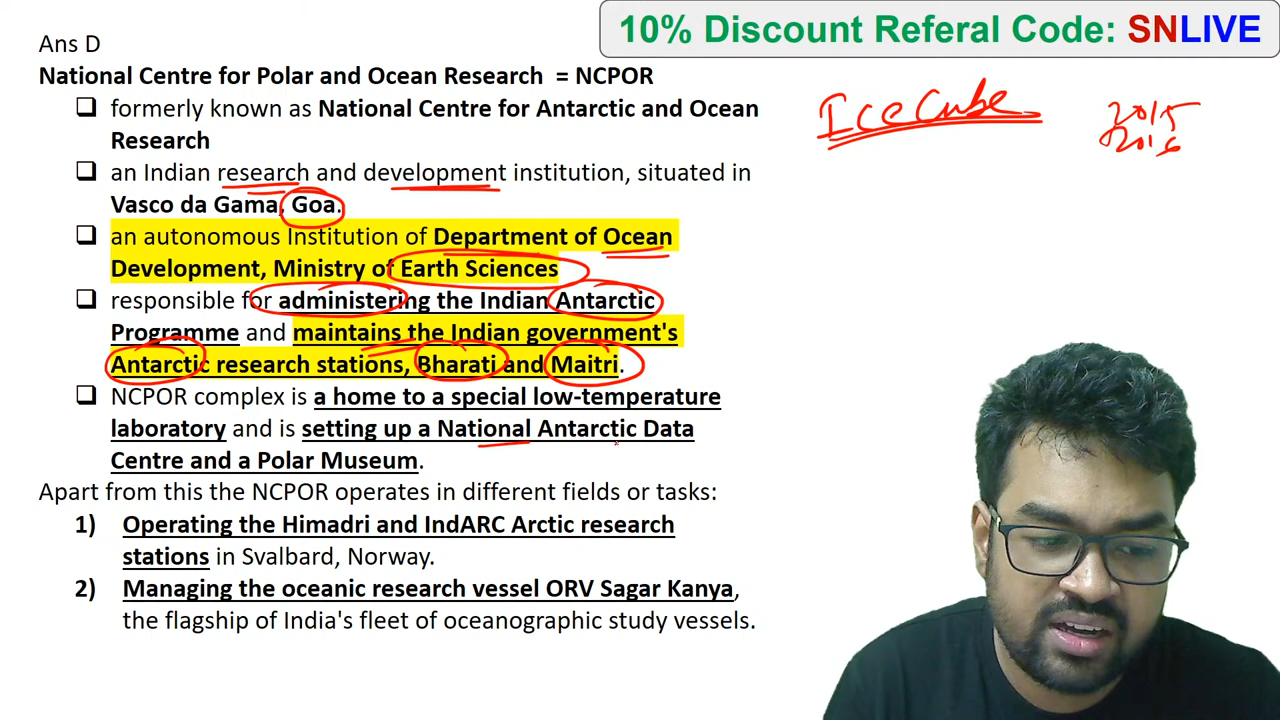 10% Discount Referal Code: SNLIVE
Ans D
National Centre for Polar and Ocean Research = NCPOR
IceCube
2015
2016
❑ formerly known as National Centre for Antarctic and Ocean
Research
❑ an Indian research and development institution, situated in
Vasco da Gama, Goa.
❑ an autonomous Institution of Department of Ocean
Development, Ministry of Earth Sciences
❑ responsible for administering the Indian Antarctic
Programme and maintains the Indian government's
Antarctic research stations, Bharati and Maitri.
❑ NCPOR complex is a home to a special low-temperature
laboratory and is setting up a National Antarctic Data
Centre and a Polar Museum.
Apart from this the NCPOR operates in different fields or tasks:
1) Operating the Himadri and IndARC Arctic research
stations in Svalbard, Norway.
2) Managing the oceanic research vessel ORV Sagar Kanya,
the flagship of India's fleet of oceanographic study vessels.